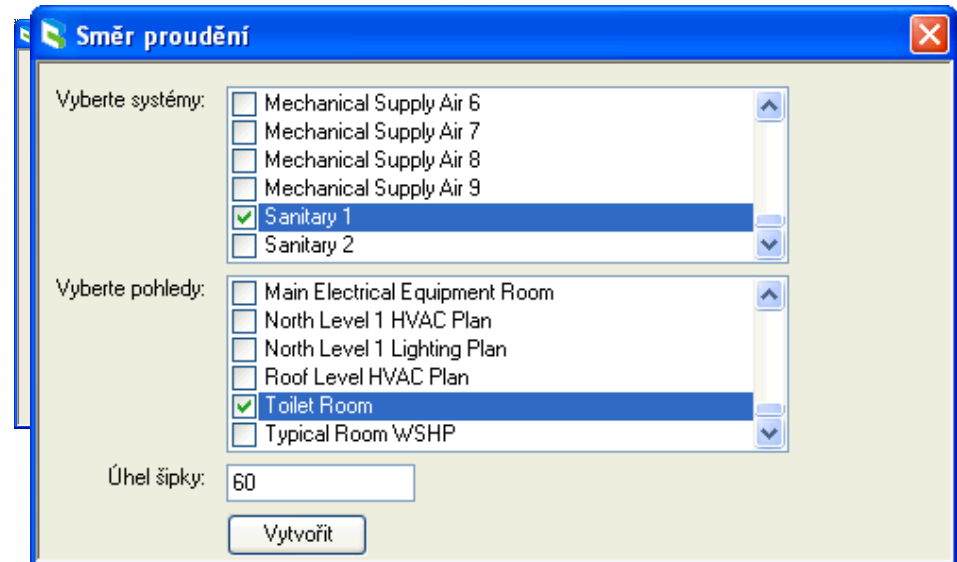 Směr proudění
Vyberte systémy:
Mechanical Supply Air 6
Mechanical Supply Air 7
Mechanical Supply Air 8
Mechanical Supply Air 9
Sanitary 1
Sanitary 2
Vyberte pohledy:
Main Electrical Equipment Room
North Level 1 HVAC Plan
North Level 1 Lighting Plan
Roof Level HVAC Plan
Toilet Room
Typical Room WSHP
Úhel šipky:
60
Vytvořit